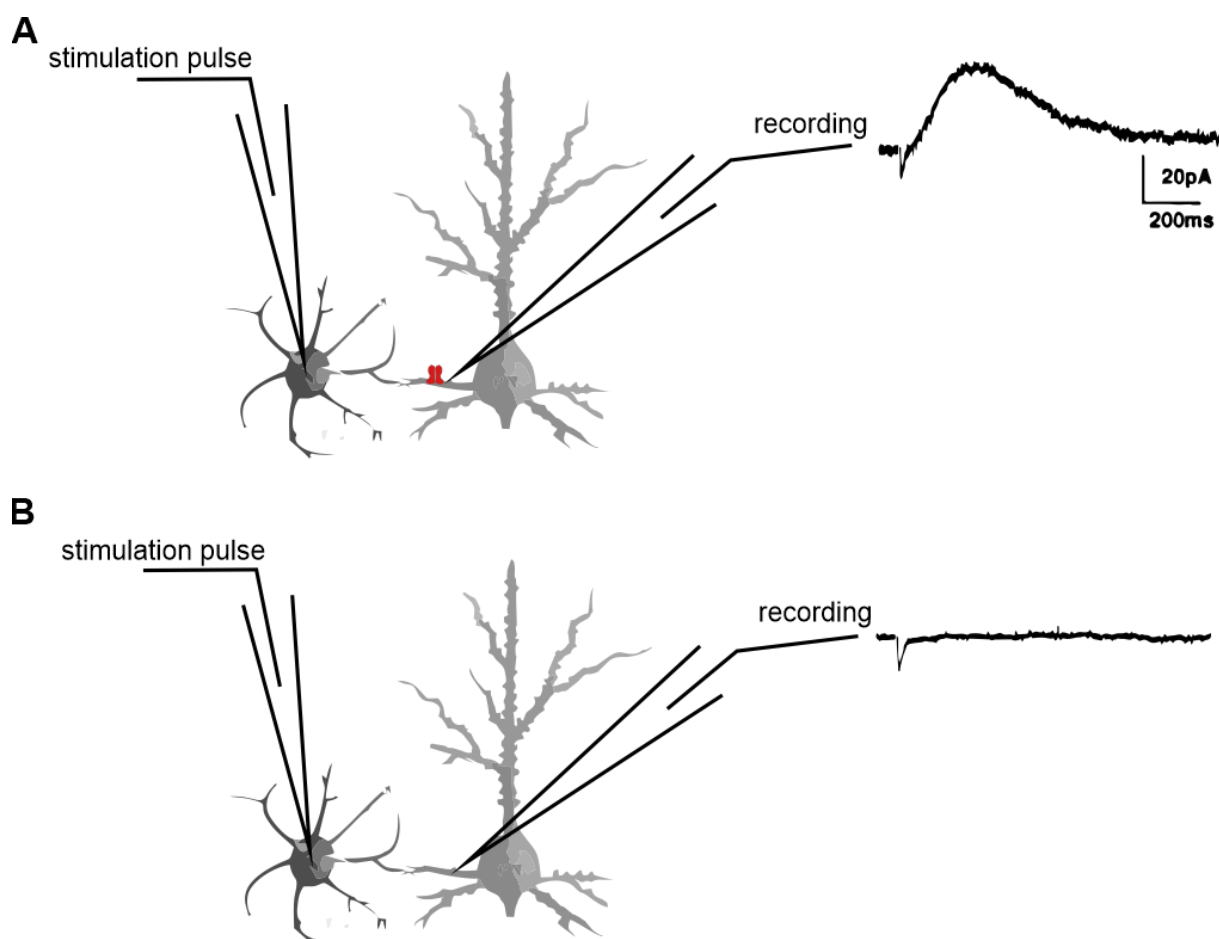 A
stimulation pulse
recording
20pA
200ms
B
stimulation pulse
recording